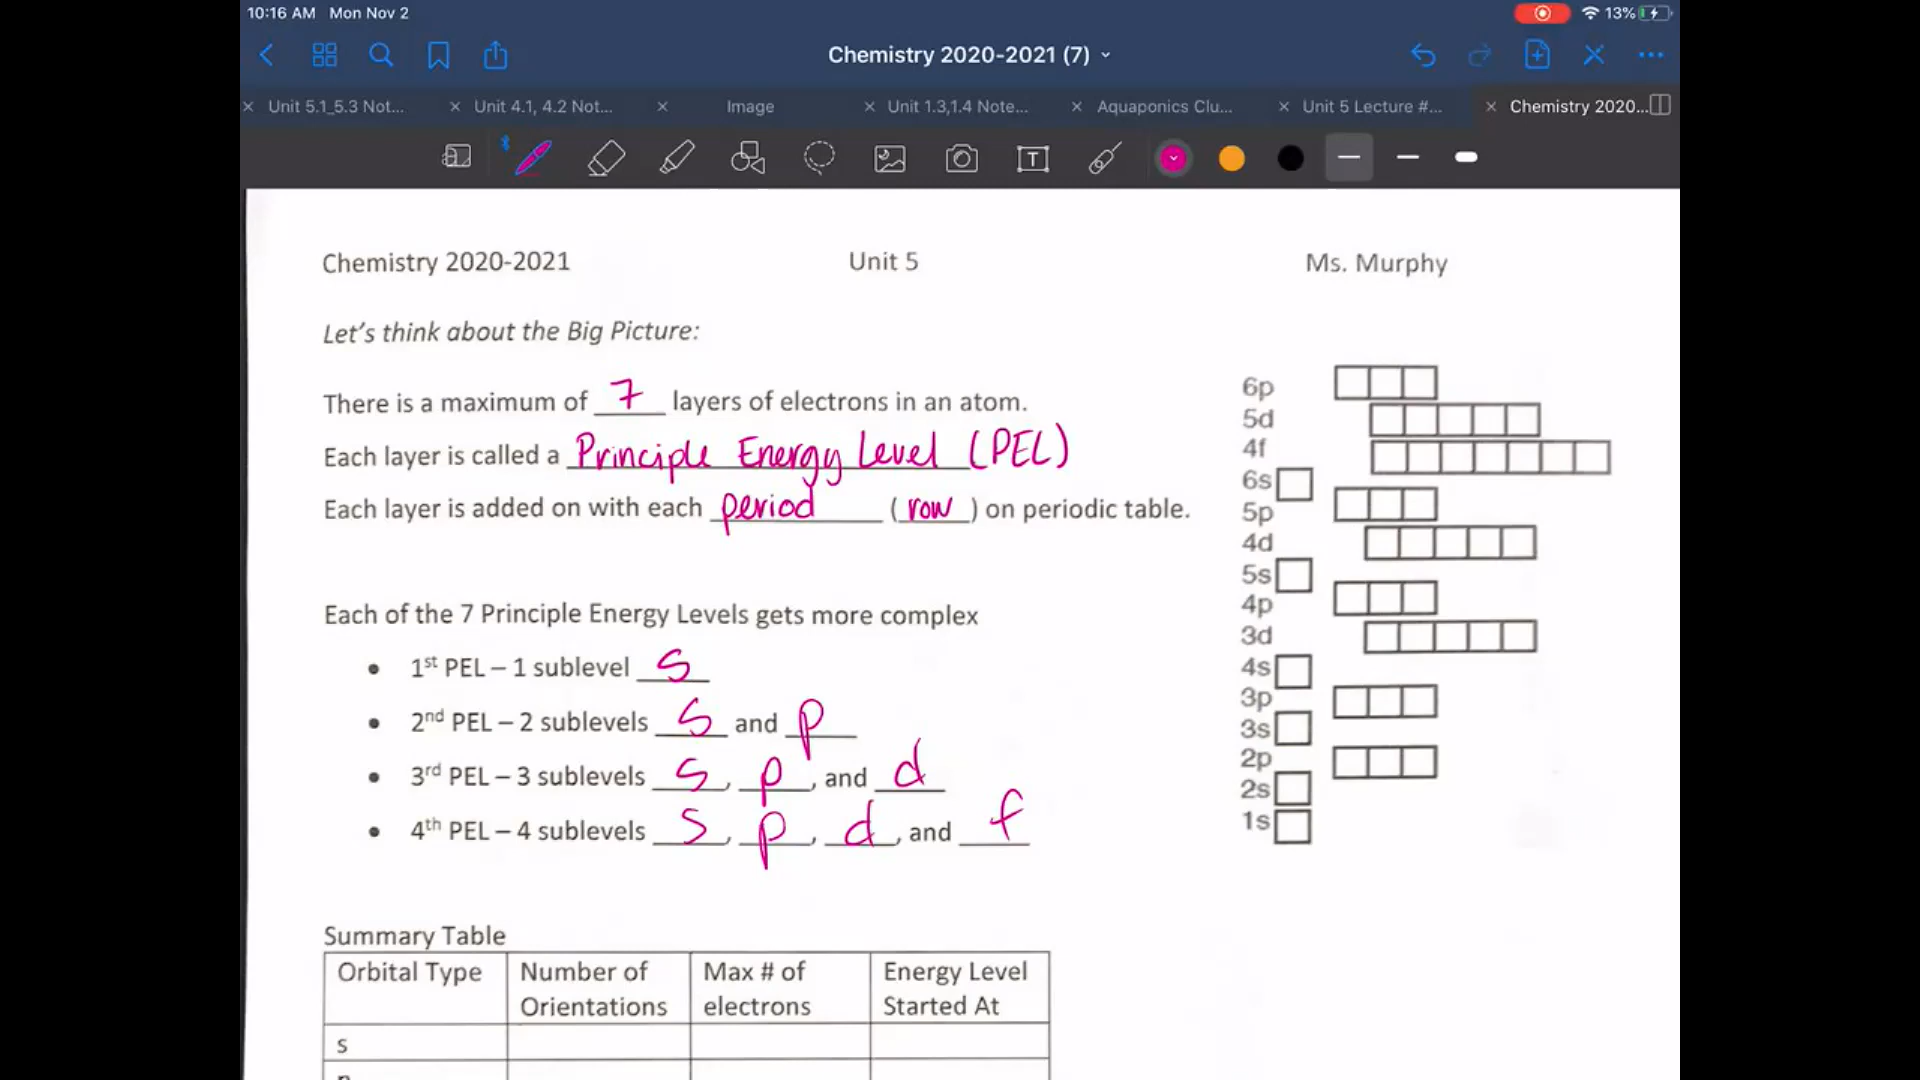 10:16 AM Mon Nov 2
13%
Chemistry 2020-2021 (7)
Unit 5.1_5.3 Not...
Unit 4.1, 4.2 Not...
Image
Unit 1.3,1.4 Note...
Aquaponics Clu...
Unit 5 Lecture #...
Chemistry 2020...
T
Chemistry 2020-2021 Unit 5 Ms. Murphy
Let's think about the Big Picture:
There is a maximum of 7 layers of electrons in an atom.
Each layer is called a Principle Energy Level (PEL)
Each layer is added on with each period (row) on periodic table.
Each of the 7 Principle Energy Levels gets more complex
• 1st PEL – 1 sublevel s
• 2nd PEL – 2 sublevels s and p
• 3rd PEL – 3 sublevels s, p, and d
• 4th PEL – 4 sublevels s, p, d, and f
6p
5d
4f
6s
5p
4d
5s
4p
3d
4s
3p
3s
2p
2s
1s
Summary Table
Orbital Type
Number of
Orientations
Max # of
electrons
Energy Level
Started At
s